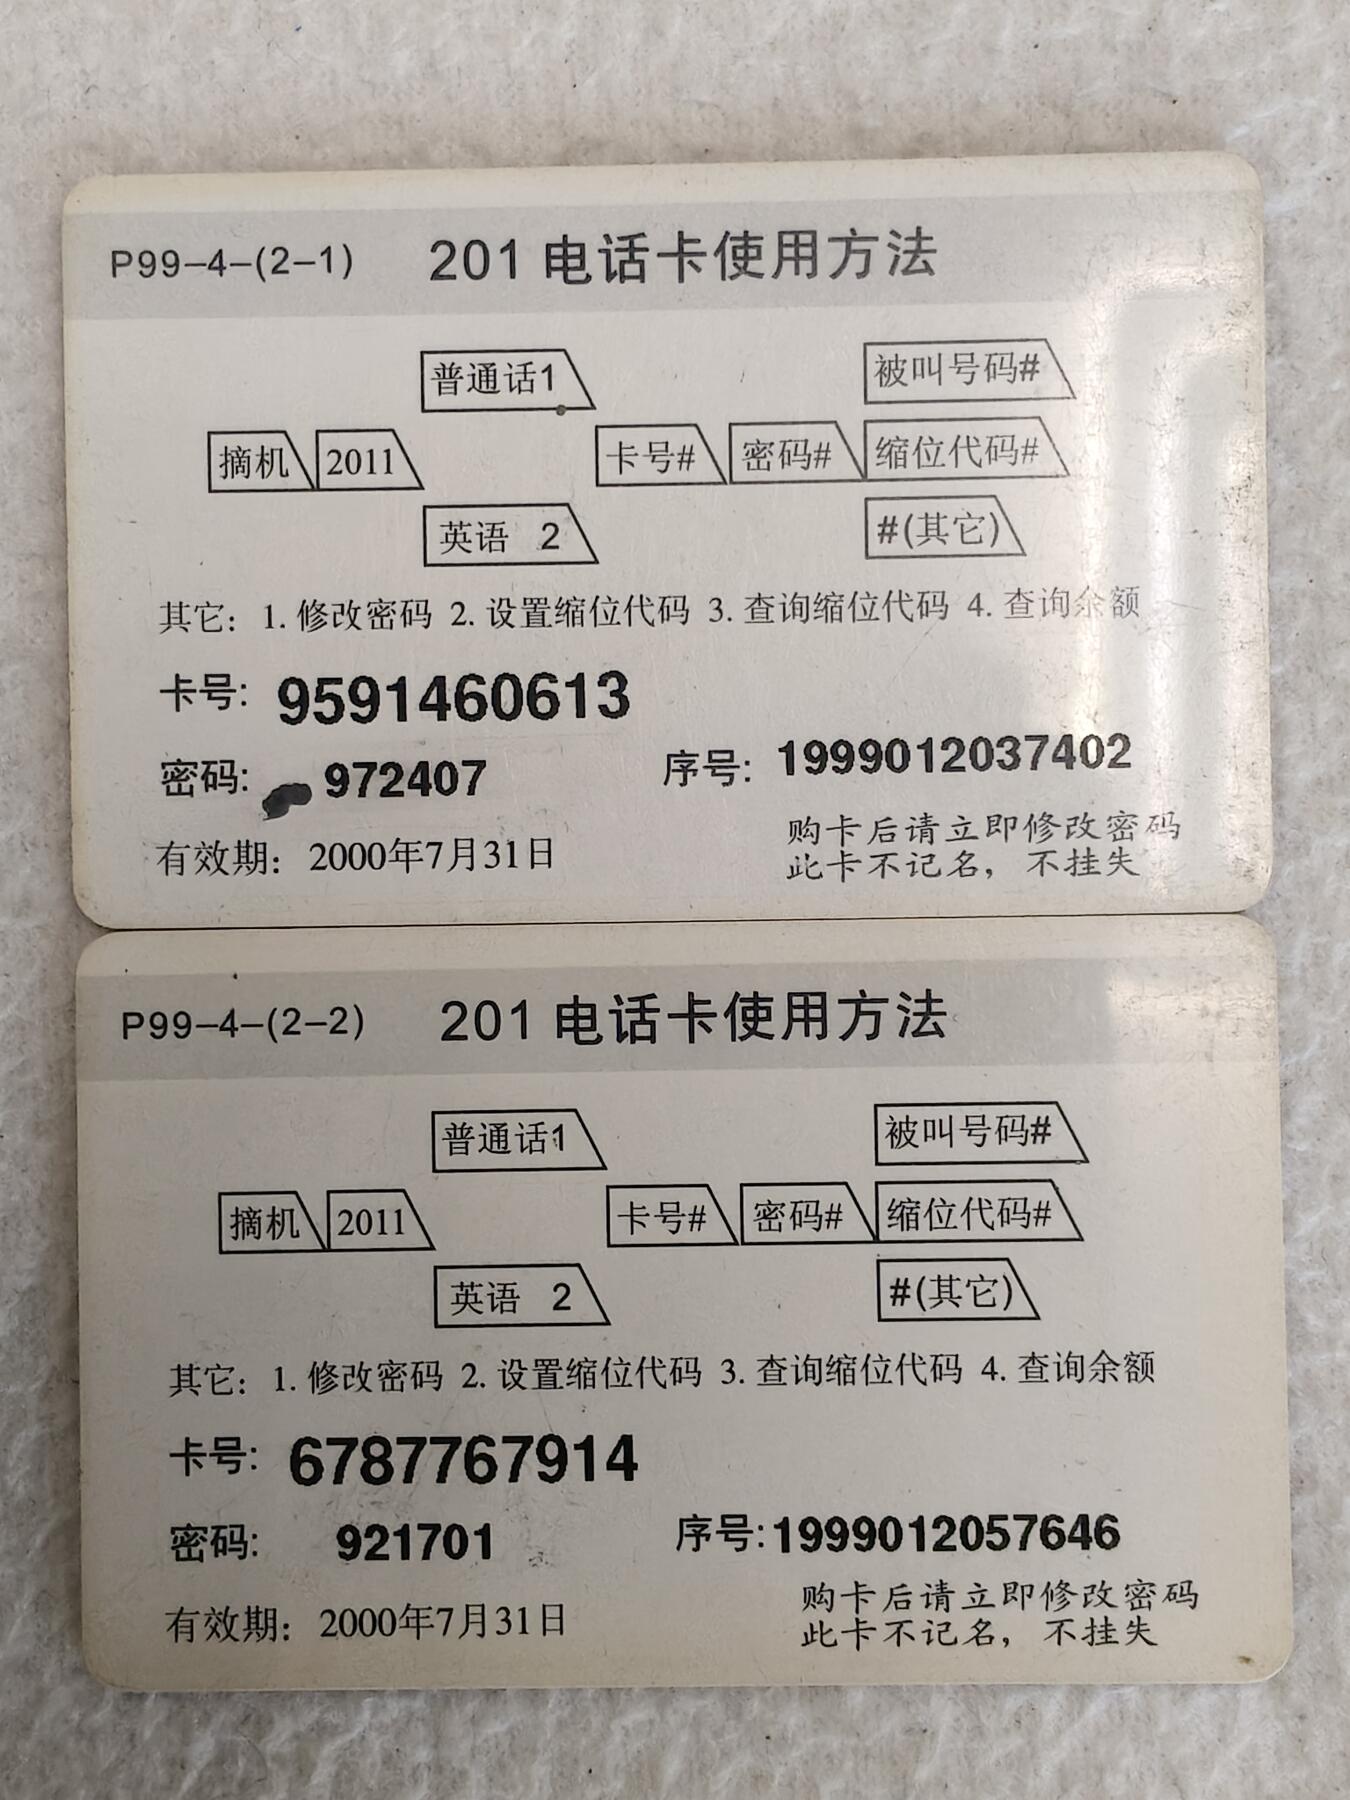 P99-4-(2-1) 201电话卡使用方法
普通话1 被叫号码#
摘机 2011 卡号# 密码# 缩位代码#
英语 2 #(其它)
其它：1. 修改密码 2. 设置缩位代码 3. 查询缩位代码 4. 查询余额
卡号: 9591460613
密码: 972407 序号: 1999012037402
购卡后请立即修改密码
有效期：2000年7月31日 此卡不记名，不挂失
P99-4-(2-2) 201电话卡使用方法
普通话1 被叫号码#
摘机 2011 卡号# 密码# 缩位代码#
英语 2 #(其它)
其它：1. 修改密码 2. 设置缩位代码 3. 查询缩位代码 4. 查询余额
卡号: 6787767914
密码: 921701 序号: 1999012057646
购卡后请立即修改密码
有效期：2000年7月31日 此卡不记名，不挂失